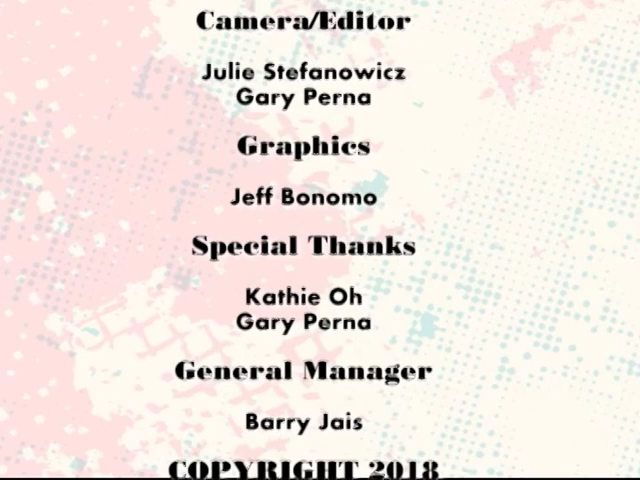 Camera/Editor
Julie Stefanowicz
Gary Perna
Graphics
Jeff Bonomo
Special Thanks
Kathie Oh
Gary Perna
General Manager
Barry Jais
COPYRIGHT 2018